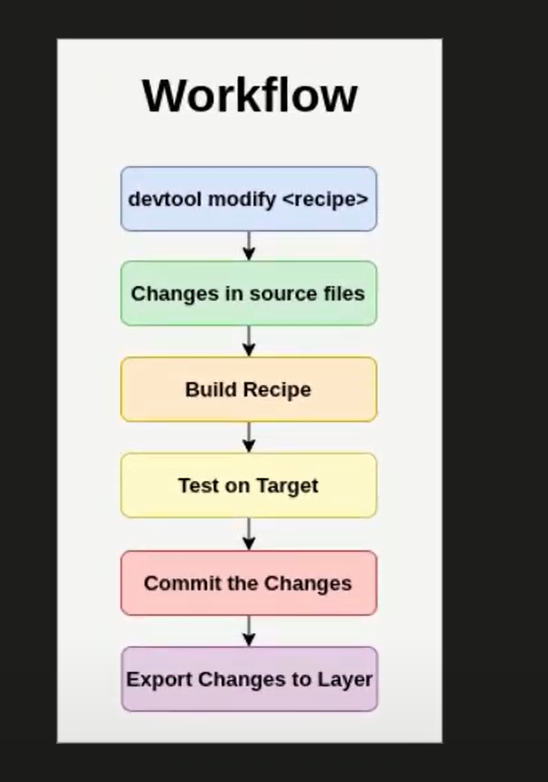 Workflow
devtool modify <recipe>
Changes in source files
Build Recipe
Test on Target
Commit the Changes
Export Changes to Layer